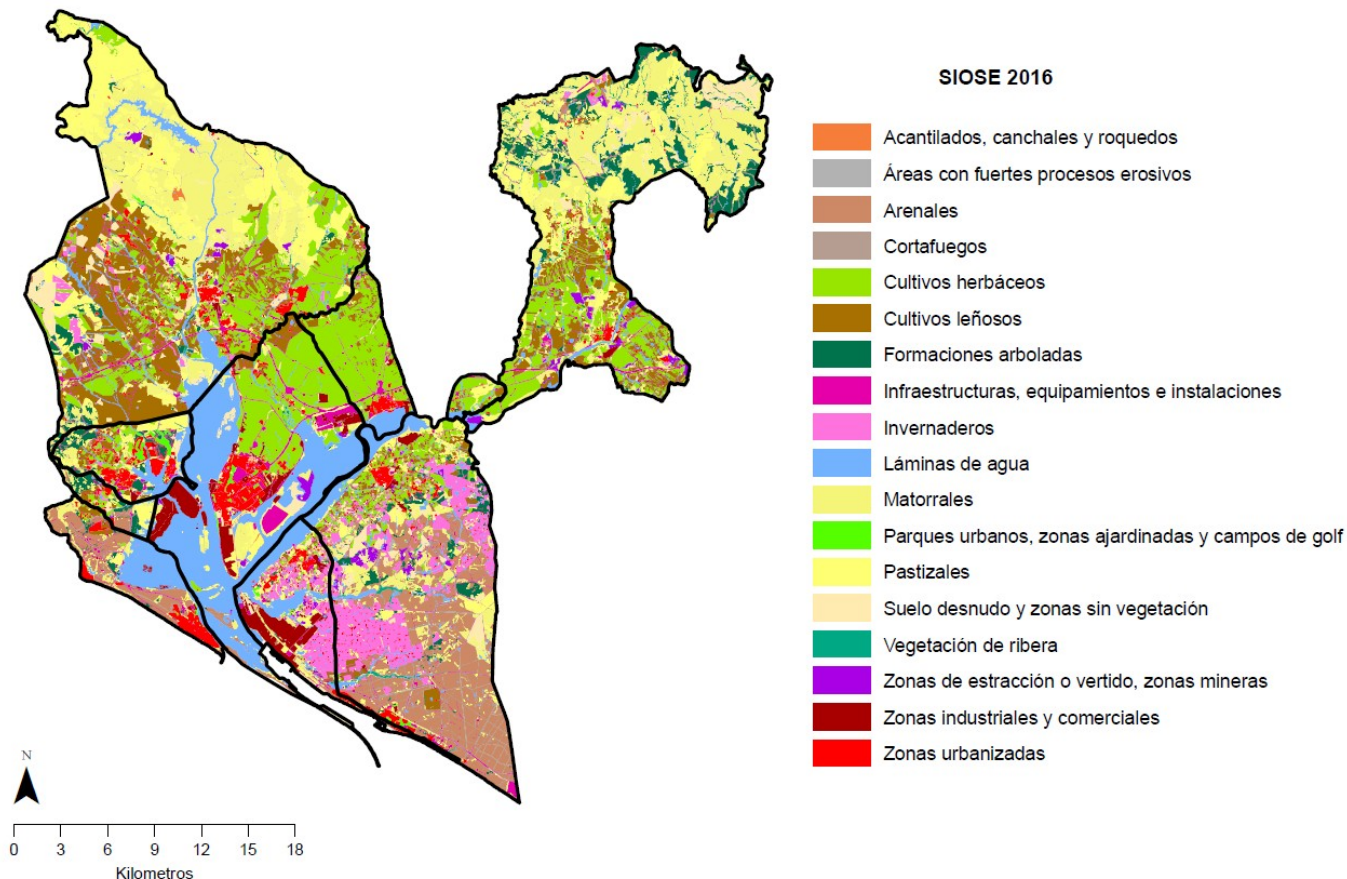 SIOSE 2016
Acantilados, canchales y roquedos
Áreas con fuertes procesos erosivos
Arenales
Cortafuegos
Cultivos herbáceos
Cultivos leñosos
Formaciones arboladas
Infraestructuras, equipamientos e instalaciones
Invernaderos
Láminas de agua
Matorrales
Parques urbanos, zonas ajardinadas y campos de golf
Pastizales
Suelo desnudo y zonas sin vegetación
Vegetación de ribera
Zonas de estracción o vertido, zonas mineras
Zonas industriales y comerciales
Zonas urbanizadas
N
0 3 6 9 12 15 18
Kilometros